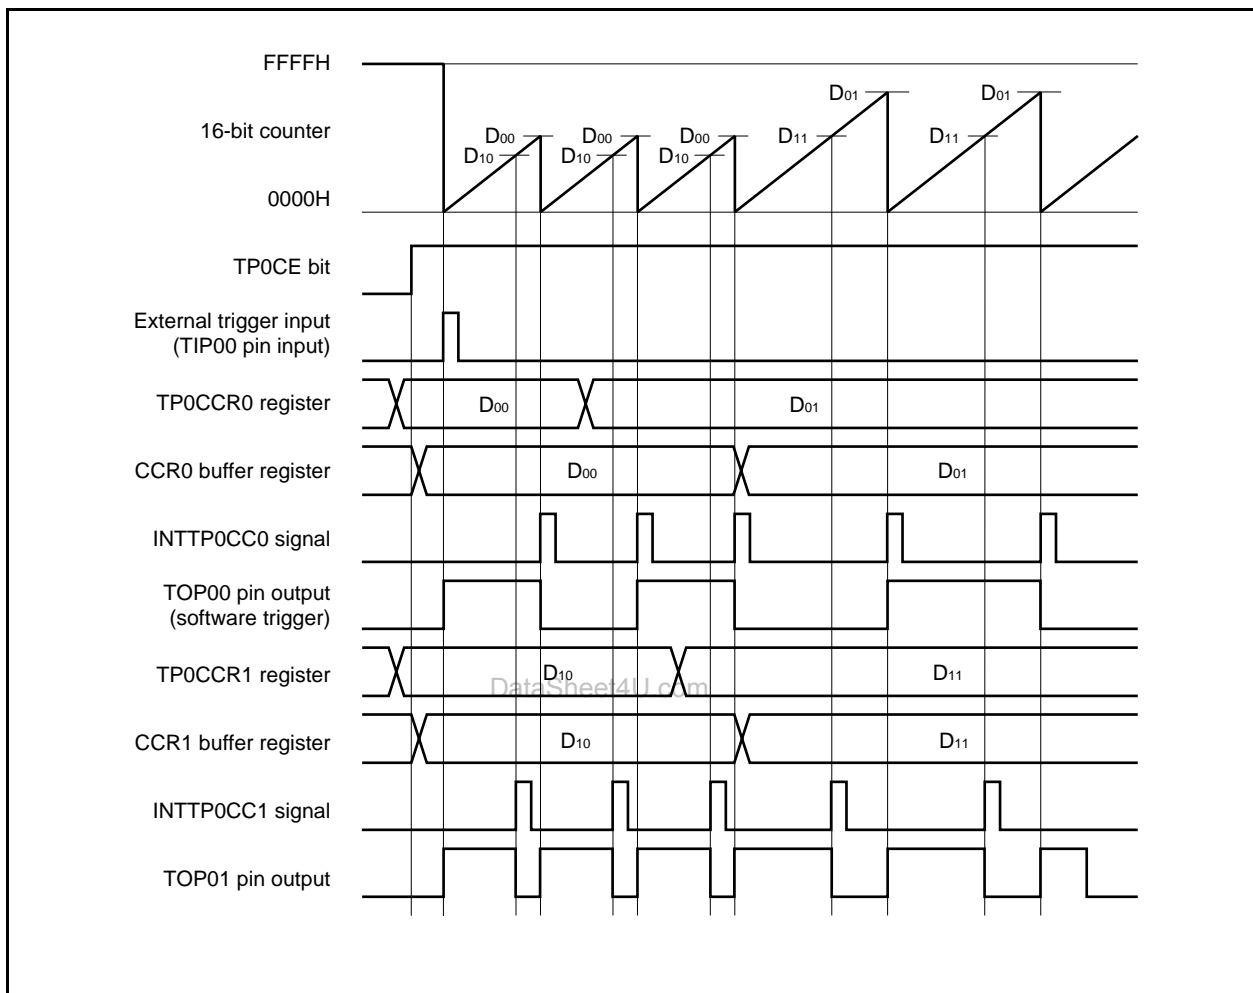 FFFFH
D01 D01
16-bit counter
D00 D00 D00 D11 D11
D10 D10 D10
0000H
TP0CE bit
External trigger input
(TIP00 pin input)
TP0CCR0 register D00 D01
CCR0 buffer register D00 D01
INTTP0CC0 signal
TOP00 pin output
(software trigger)
TP0CCR1 register D10 D11
DataSheet4U.com
CCR1 buffer register D10 D11
INTTP0CC1 signal
TOP01 pin output